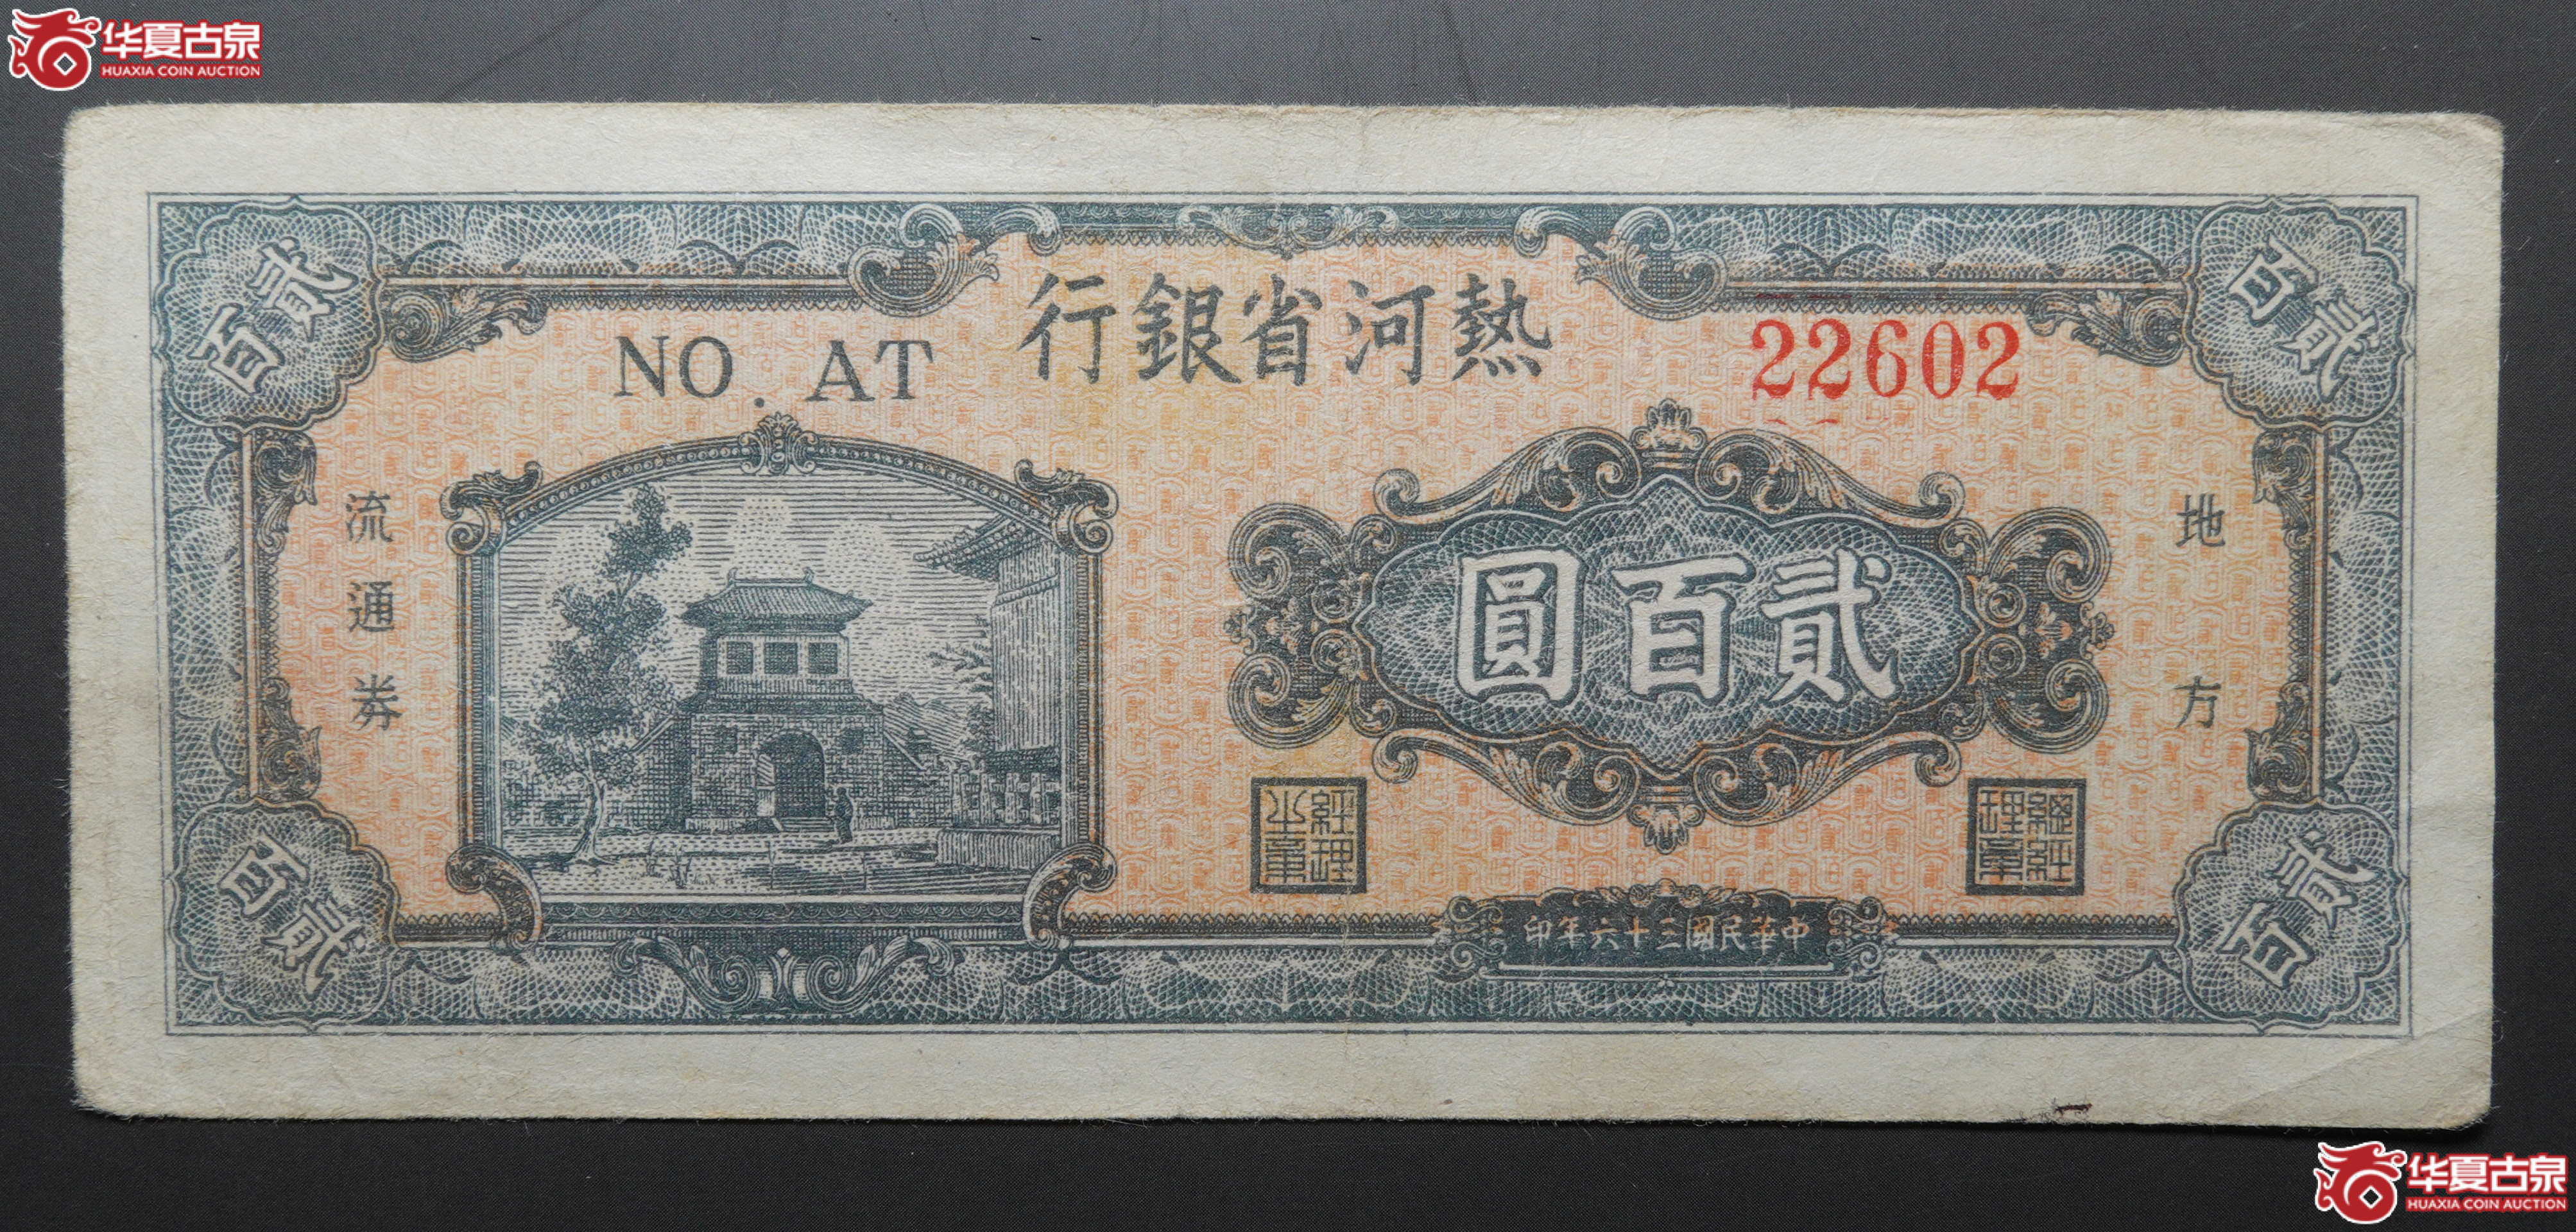 华夏古泉
HUAXIA COIN AUCTION
貳百
貳百
熱河省銀行
NO. AT
22602
地方
流通券
貳百圓
總經理章
經理之章
中華民國三十六年印
貳百
貳百
华夏古泉
HUAXIA COIN AUCTION